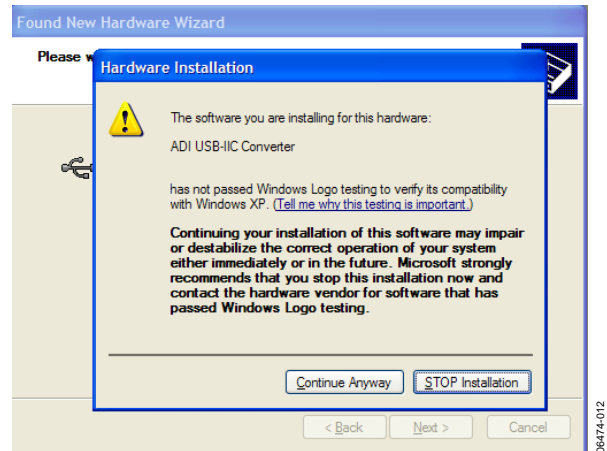 Found New Hardware Wizard
Please w
Hardware Installation
The software you are installing for this hardware:
ADI USB-IIC Converter
has not passed Windows Logo testing to verify its compatibility
with Windows XP. (Tell me why this testing is important.)
Continuing your installation of this software may impair
or destabilize the correct operation of your system
either immediately or in the future. Microsoft strongly
recommends that you stop this installation now and
contact the hardware vendor for software that has
passed Windows Logo testing.
Continue Anyway
STOP Installation
< Back
Next >
Cancel
06474-012